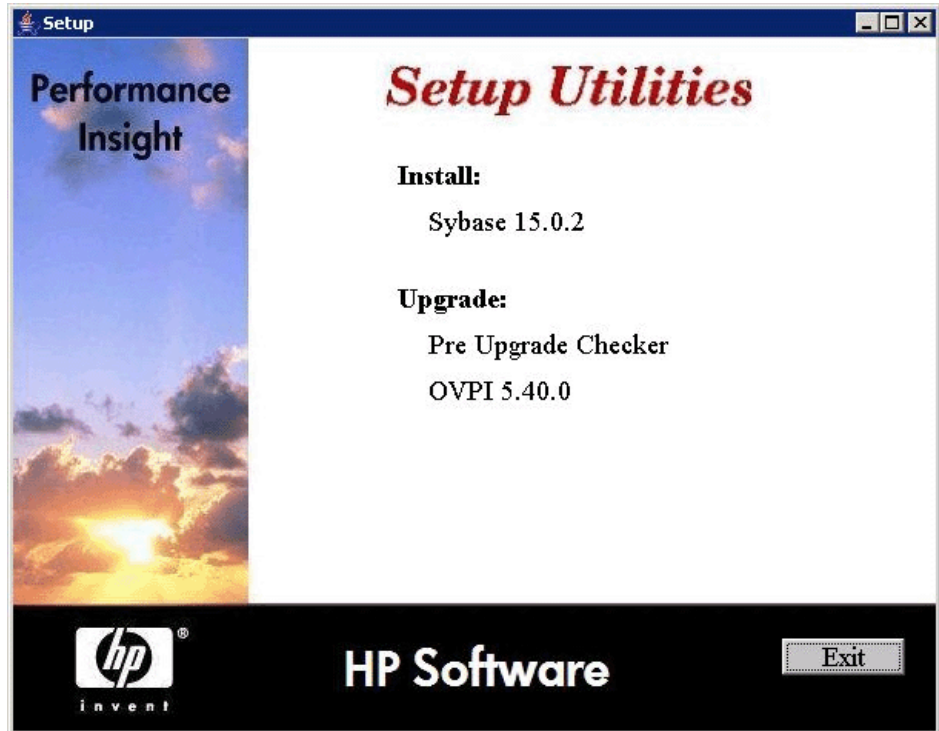 Setup
Performance
Insight
Setup Utilities
Install:
Sybase 15.0.2
Upgrade:
Pre Upgrade Checker
OVPI 5.40.0
hp ®
invent
HP Software
Exit